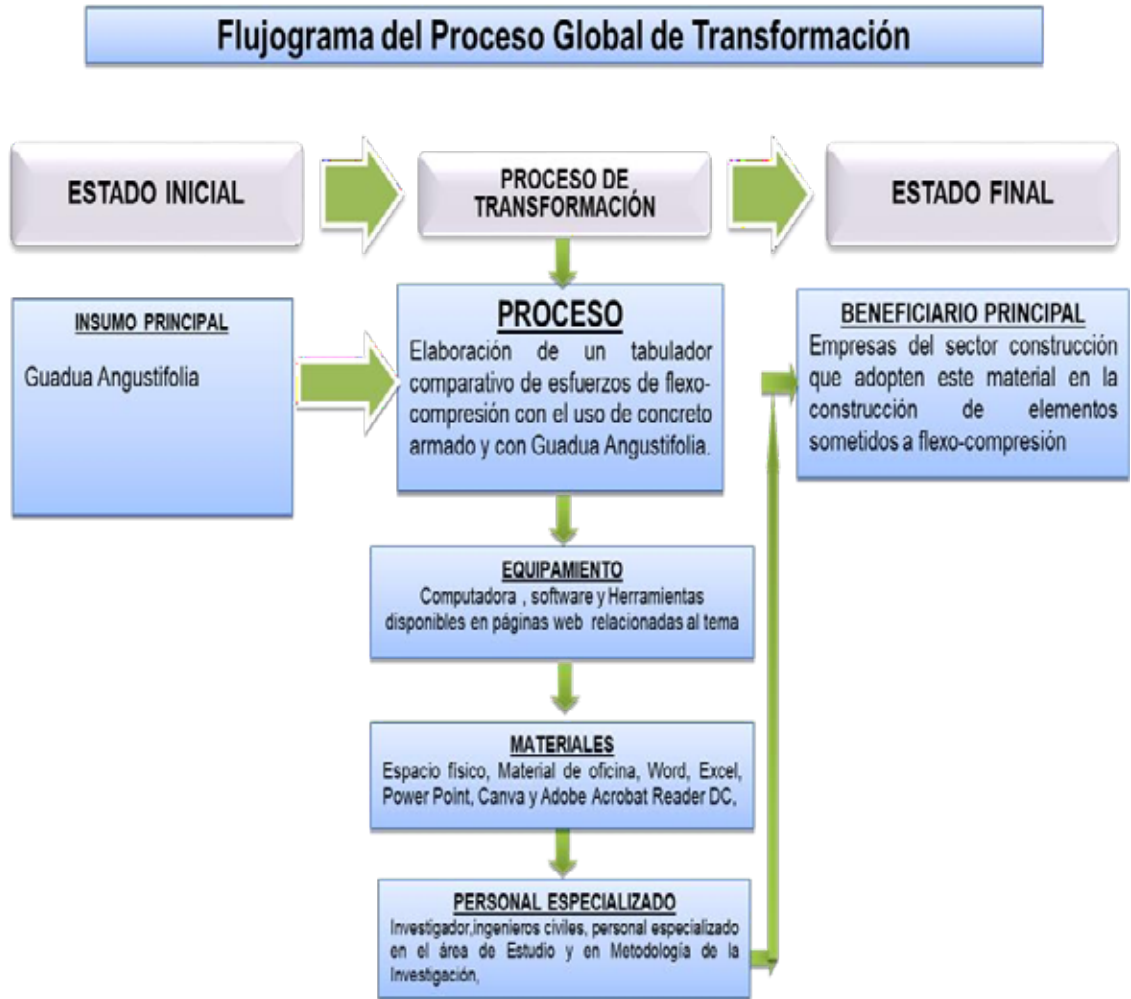 Flujograma del Proceso Global de Transformación
ESTADO INICIAL
PROCESO DE
TRANSFORMACIÓN
ESTADO FINAL
INSUMO PRINCIPAL
Guadua Angustifolia
PROCESO
Elaboración de un tabulador
comparativo de esfuerzos de flexo-
compresión con el uso de concreto
armado y con Guadua Angustifolia.
BENEFICIARIO PRINCIPAL
Empresas del sector construcción
que adopten este material en la
construcción de elementos
sometidos a flexo-compresión
EQUIPAMIENTO
Computadora , software y Herramientas
disponibles en páginas web relacionadas al tema
MATERIALES
Espacio físico, Material de oficina, Word, Excel,
Power Point, Canva y Adobe Acrobat Reader DC,
PERSONAL ESPECIALIZADO
Investigador,ingenieros civiles, personal especializado
en el área de Estudio y en Metodología de la
Investigación,